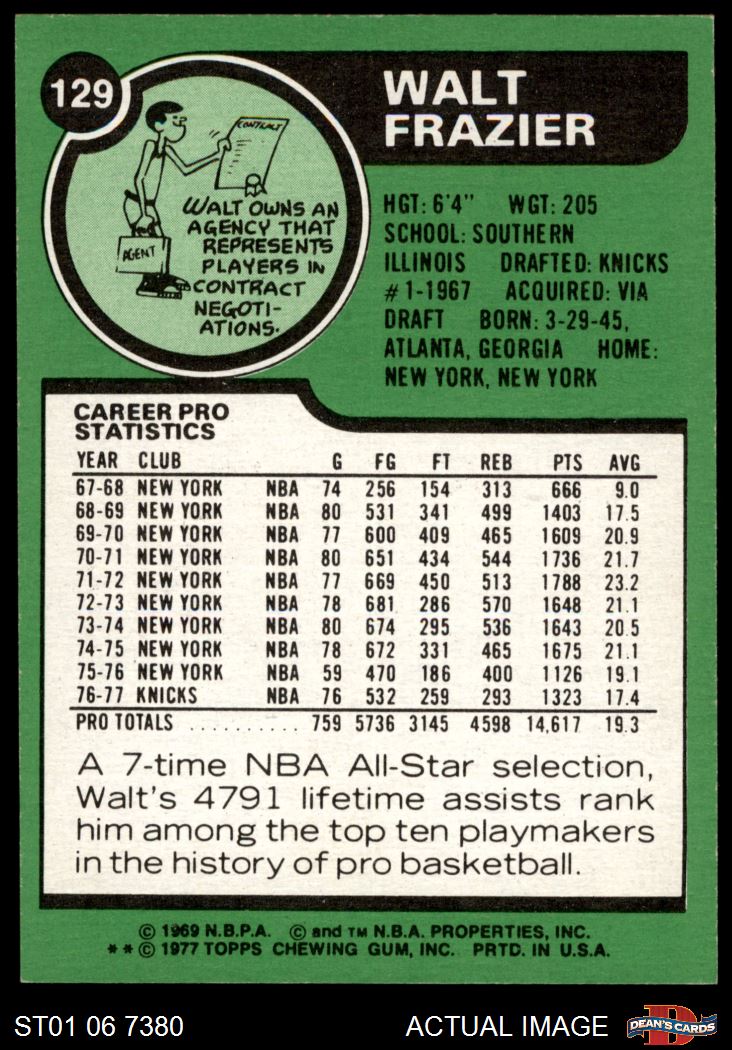 129
WALT
FRAZIER
CONTRACT
WALT OWNS AN
AGENCY THAT
REPRESENTS
PLAYERS IN
CONTRACT
NEGOTI-
ATIONS.
AGENT
HGT: 6'4" WGT: 205
SCHOOL: SOUTHERN
ILLINOIS DRAFTED: KNICKS
#1-1967 ACQUIRED: VIA
DRAFT BORN: 3-29-45,
ATLANTA, GEORGIA HOME:
NEW YORK, NEW YORK
CAREER PRO
STATISTICS
YEAR CLUB G FG FT REB PTS AVG
67-68 NEW YORK NBA 74 256 154 313 666 9.0
68-69 NEW YORK NBA 80 531 341 499 1403 17.5
69-70 NEW YORK NBA 77 600 409 465 1609 20.9
70-71 NEW YORK NBA 80 651 434 544 1736 21.7
71-72 NEW YORK NBA 77 669 450 513 1788 23.2
72-73 NEW YORK NBA 78 681 286 570 1648 21.1
73-74 NEW YORK NBA 80 674 295 536 1643 20.5
74-75 NEW YORK NBA 78 672 331 465 1675 21.1
75-76 NEW YORK NBA 59 470 186 400 1126 19.1
76-77 KNICKS NBA 76 532 259 293 1323 17.4
PRO TOTALS .......... 759 5736 3145 4598 14,617 19.3
A 7-time NBA All-Star selection,
Walt's 4791 lifetime assists rank
him among the top ten playmakers
in the history of pro basketball.
© 1969 N.B.P.A. © and TM N.B.A. PROPERTIES, INC.
**© 1977 TOPPS CHEWING GUM, INC. PRTD. IN U.S.A.
ST01 06 7380 ACTUAL IMAGE D DEAN'S CARDS